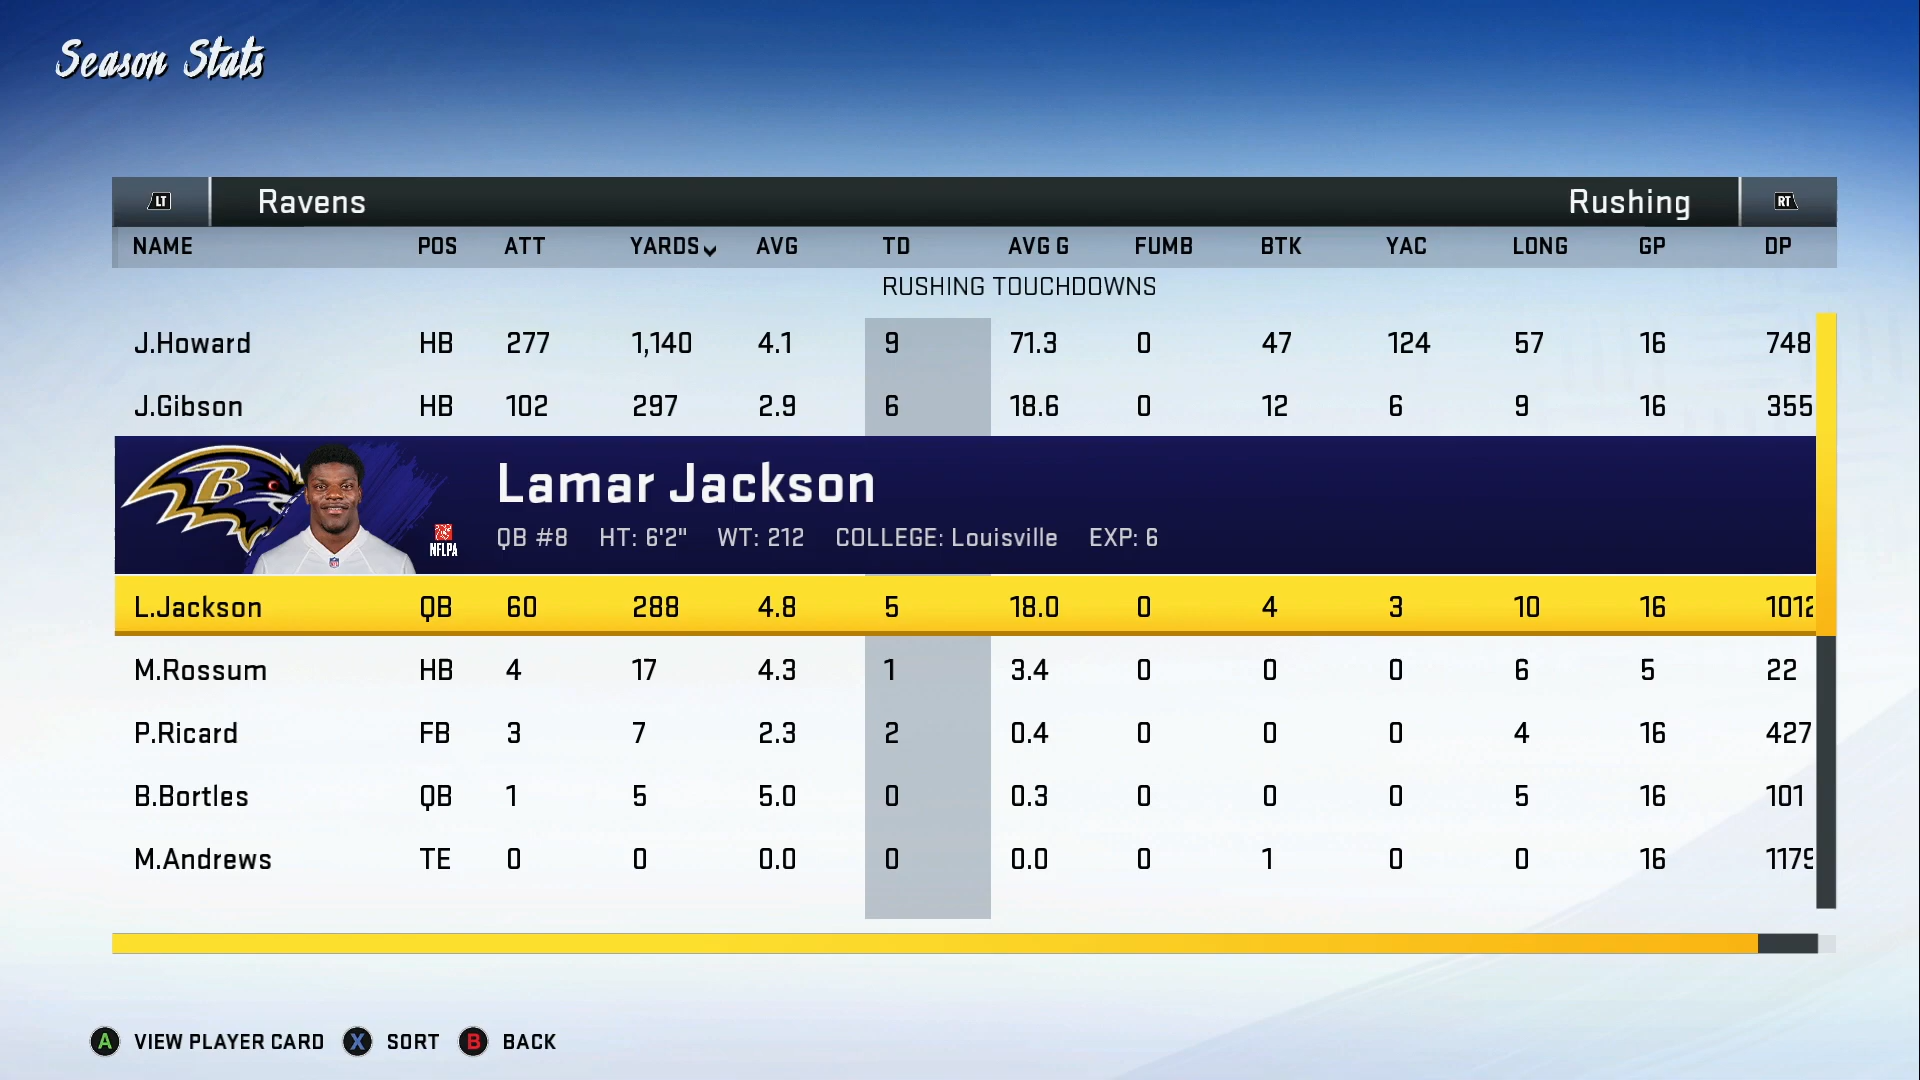 Season Stats
LT Ravens Rushing RT
NAME POS ATT YARDS AVG TD AVG G FUMB BTK YAC LONG GP DP
RUSHING TOUCHDOWNS
J.Howard HB 277 1,140 4.1 9 71.3 0 47 124 57 16 748
J.Gibson HB 102 297 2.9 6 18.6 0 12 6 9 16 355
B
Lamar Jackson
NFLPA
QB #8 HT: 6'2" WT: 212 COLLEGE: Louisville EXP: 6
L.Jackson QB 60 288 4.8 5 18.0 0 4 3 10 16 1012
M.Rossum HB 4 17 4.3 1 3.4 0 0 0 6 5 22
P.Ricard FB 3 7 2.3 2 0.4 0 0 0 4 16 427
B.Bortles QB 1 5 5.0 0 0.3 0 0 0 5 16 101
M.Andrews TE 0 0 0.0 0 0.0 0 1 0 0 16 1179
A VIEW PLAYER CARD X SORT B BACK